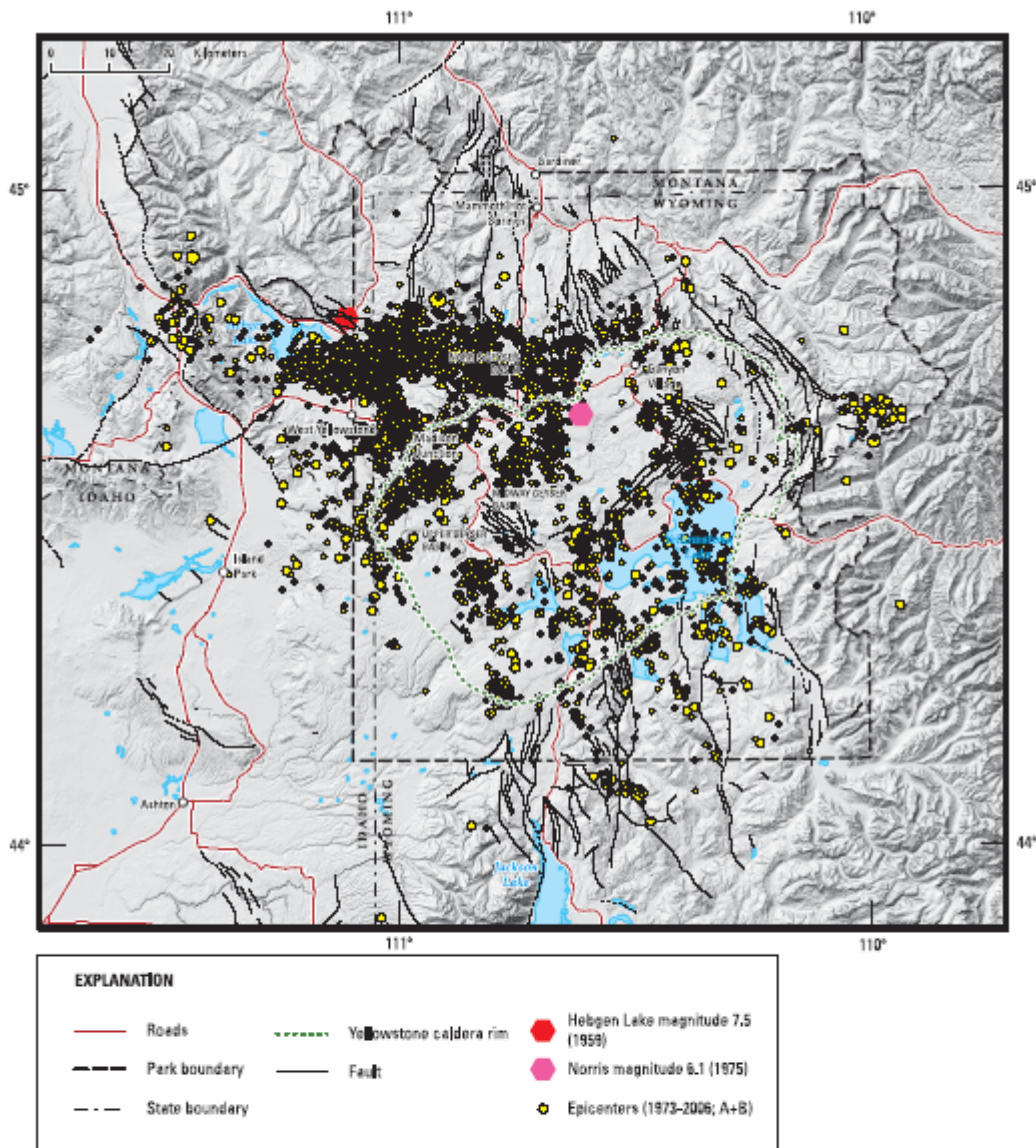 111°
110°
0
10
20
Kilometers
Gardiner
45°
MONTANA
45°
WYOMING
Mammoth Hot
Springs
Canyon
Village
West Yellowstone
Madison
Junction
MONTANA
IDAHO
MIDWAY GEYSER
BASIN
UPPER GEYSER
BASIN
Island
Park
Ashton
IDAHO
WYOMING
44°
44°
Jackson
Lake
111°
110°
EXPLANATION
Roads
Park boundary
State boundary
Yellowstone caldera rim
Fault
Hebgen Lake magnitude 7.5
(1959)
Norris magnitude 6.1 (1975)
Epicenters (1973–2006; A+B)